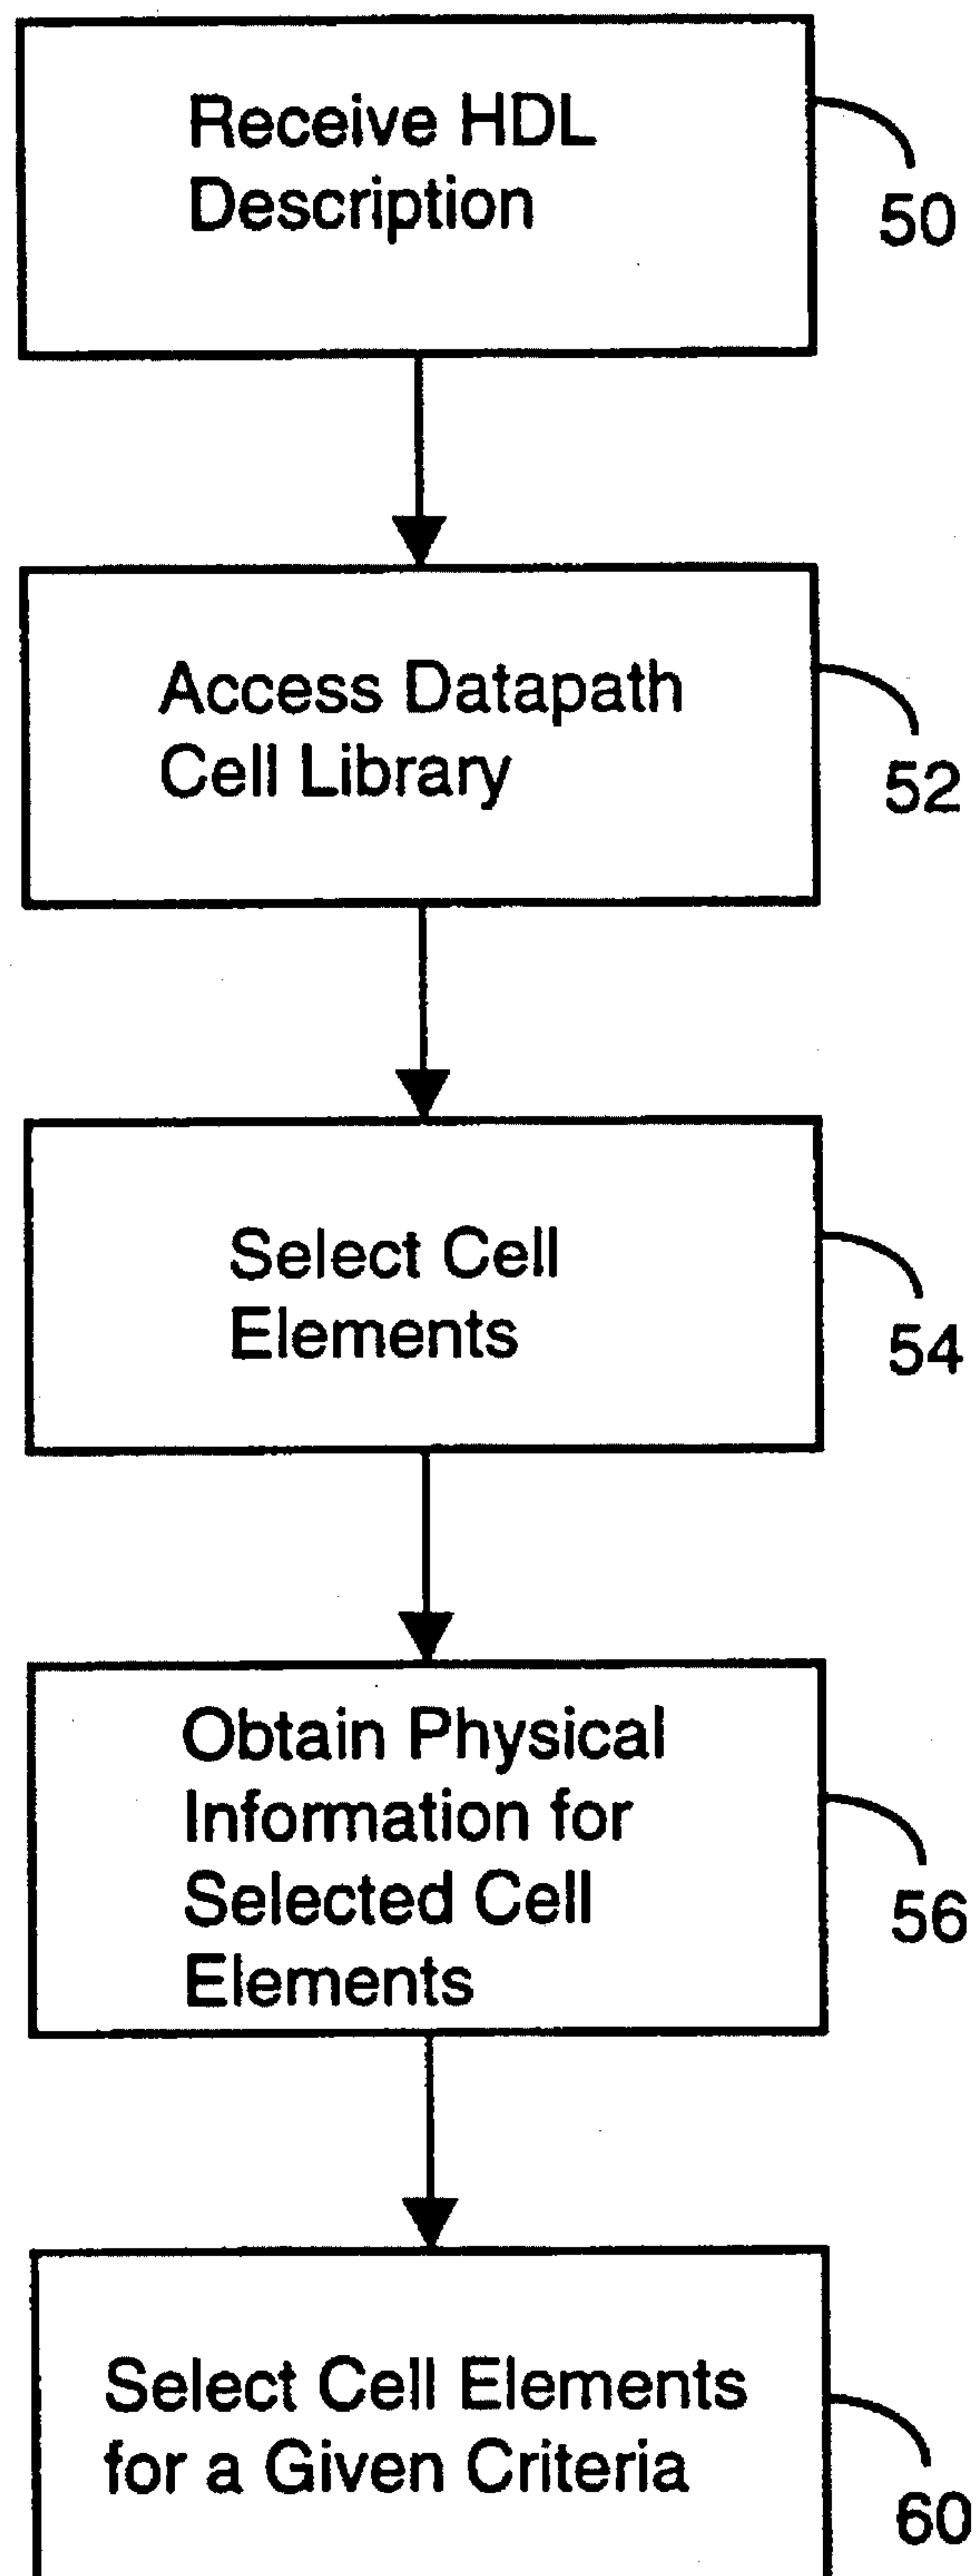 Receive HDL
Description
50
Access Datapath
Cell Library
52
Select Cell
Elements
54
Obtain Physical
Information for
Selected Cell
Elements
56
Select Cell Elements
for a Given Criteria
60